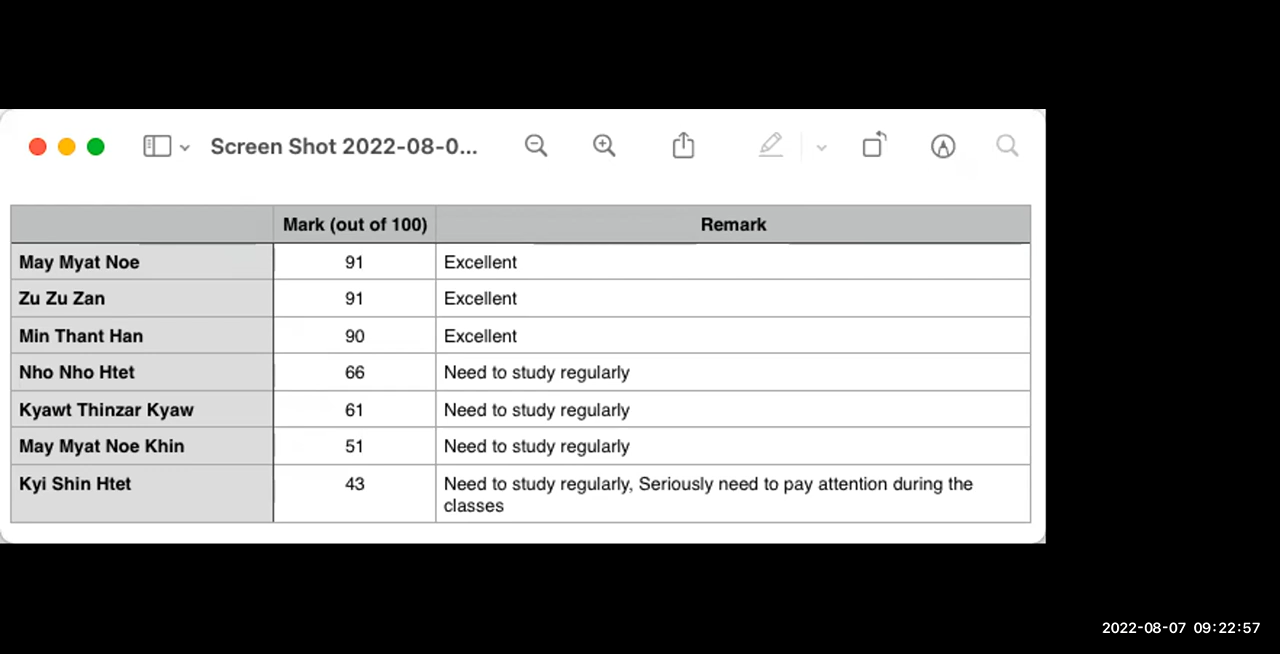 Screen Shot 2022-08-0...
Mark (out of 100) Remark
May Myat Noe 91 Excellent
Zu Zu Zan 91 Excellent
Min Thant Han 90 Excellent
Nho Nho Htet 66 Need to study regularly
Kyawt Thinzar Kyaw 61 Need to study regularly
May Myat Noe Khin 51 Need to study regularly
Kyi Shin Htet 43 Need to study regularly, Seriously need to pay attention during the
classes
2022-08-07 09:22:57